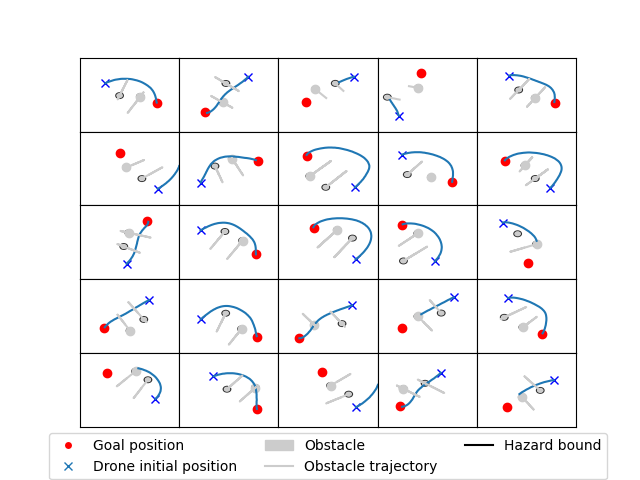 Goal position
Drone initial position
Obstacle
Obstacle trajectory
Hazard bound